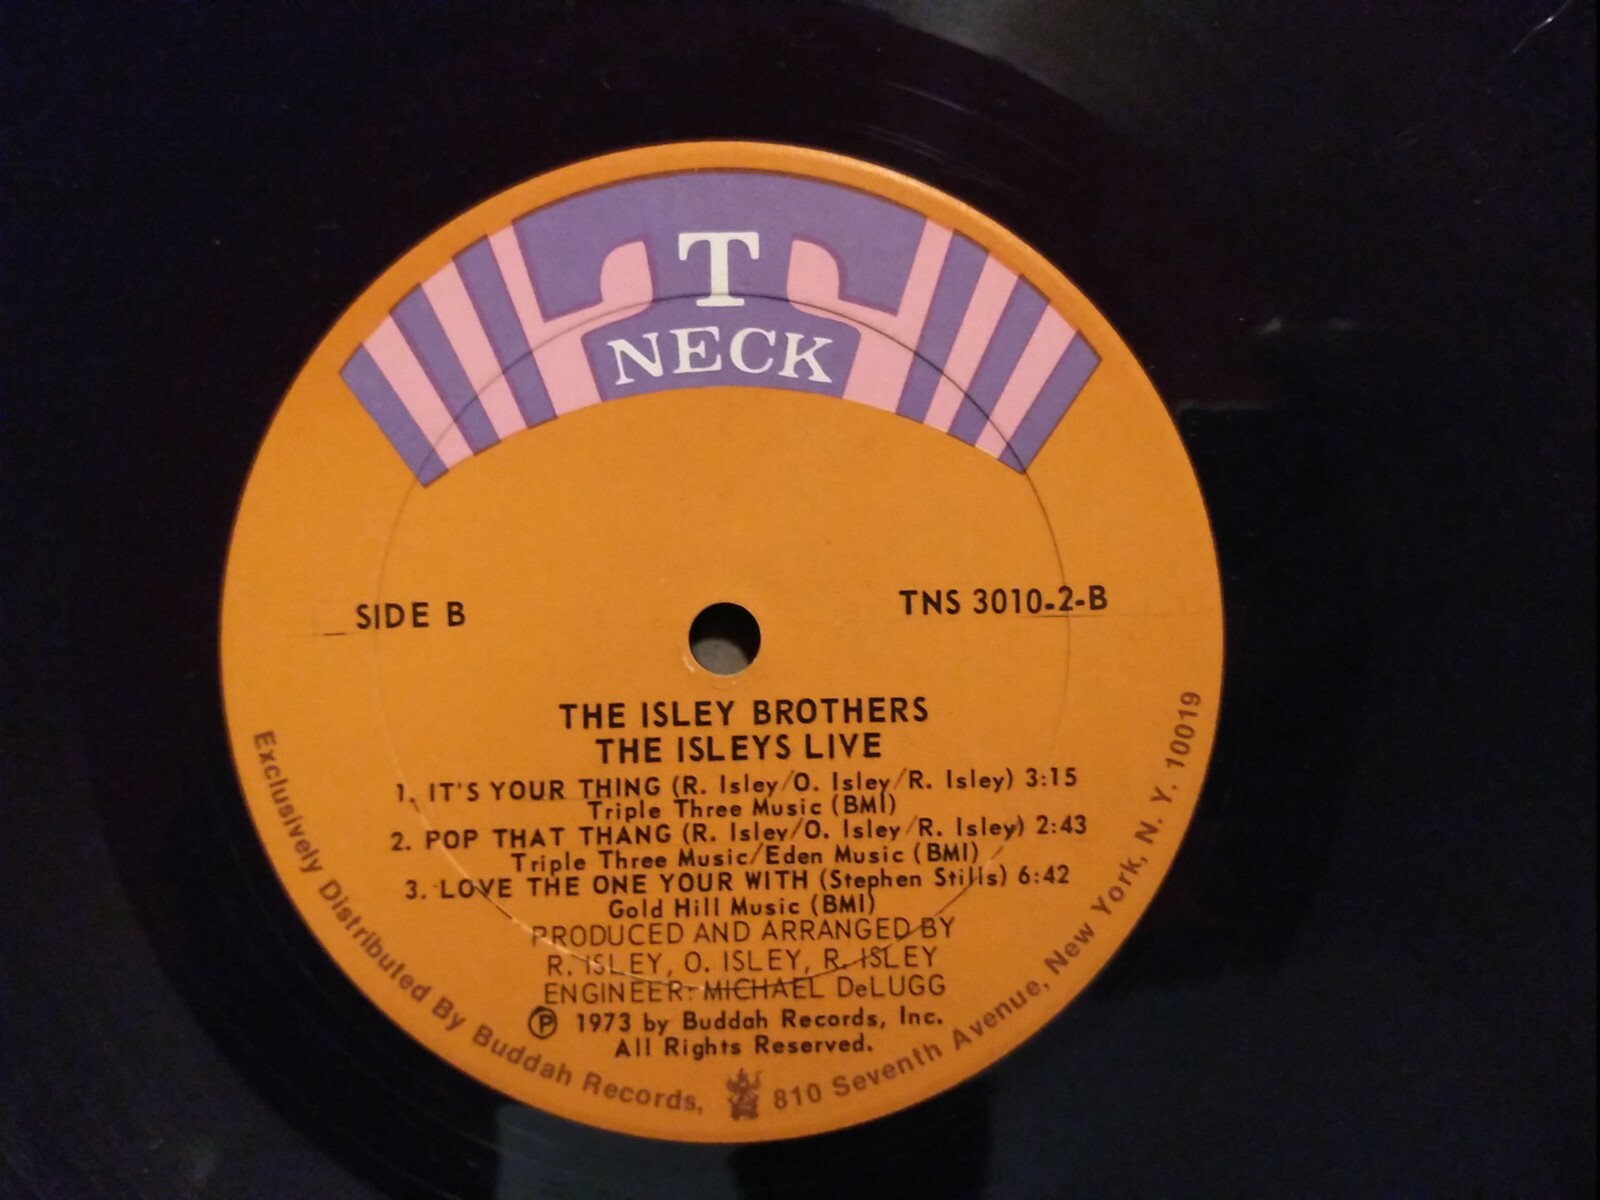 T
NECK
SIDE B
TNS 3010-2-B
THE ISLEY BROTHERS
THE ISLEYS LIVE
1. IT'S YOUR THING (R. Isley/O. Isley/R. Isley) 3:15
Triple Three Music (BMI)
2. POP THAT THANG (R. Isley/O. Isley/R. Isley) 2:43
Triple Three Music/Eden Music (BMI)
3. LOVE THE ONE YOUR WITH (Stephen Stills) 6:42
Gold Hill Music (BMI)
PRODUCED AND ARRANGED BY
R. ISLEY, O. ISLEY, R. ISLEY
ENGINEER: MICHAEL DeLUGG
Ⓟ 1973 by Buddah Records, Inc.
All Rights Reserved.
Exclusively Distributed By Buddah Records, 810 Seventh Avenue, New York, N. Y. 10019